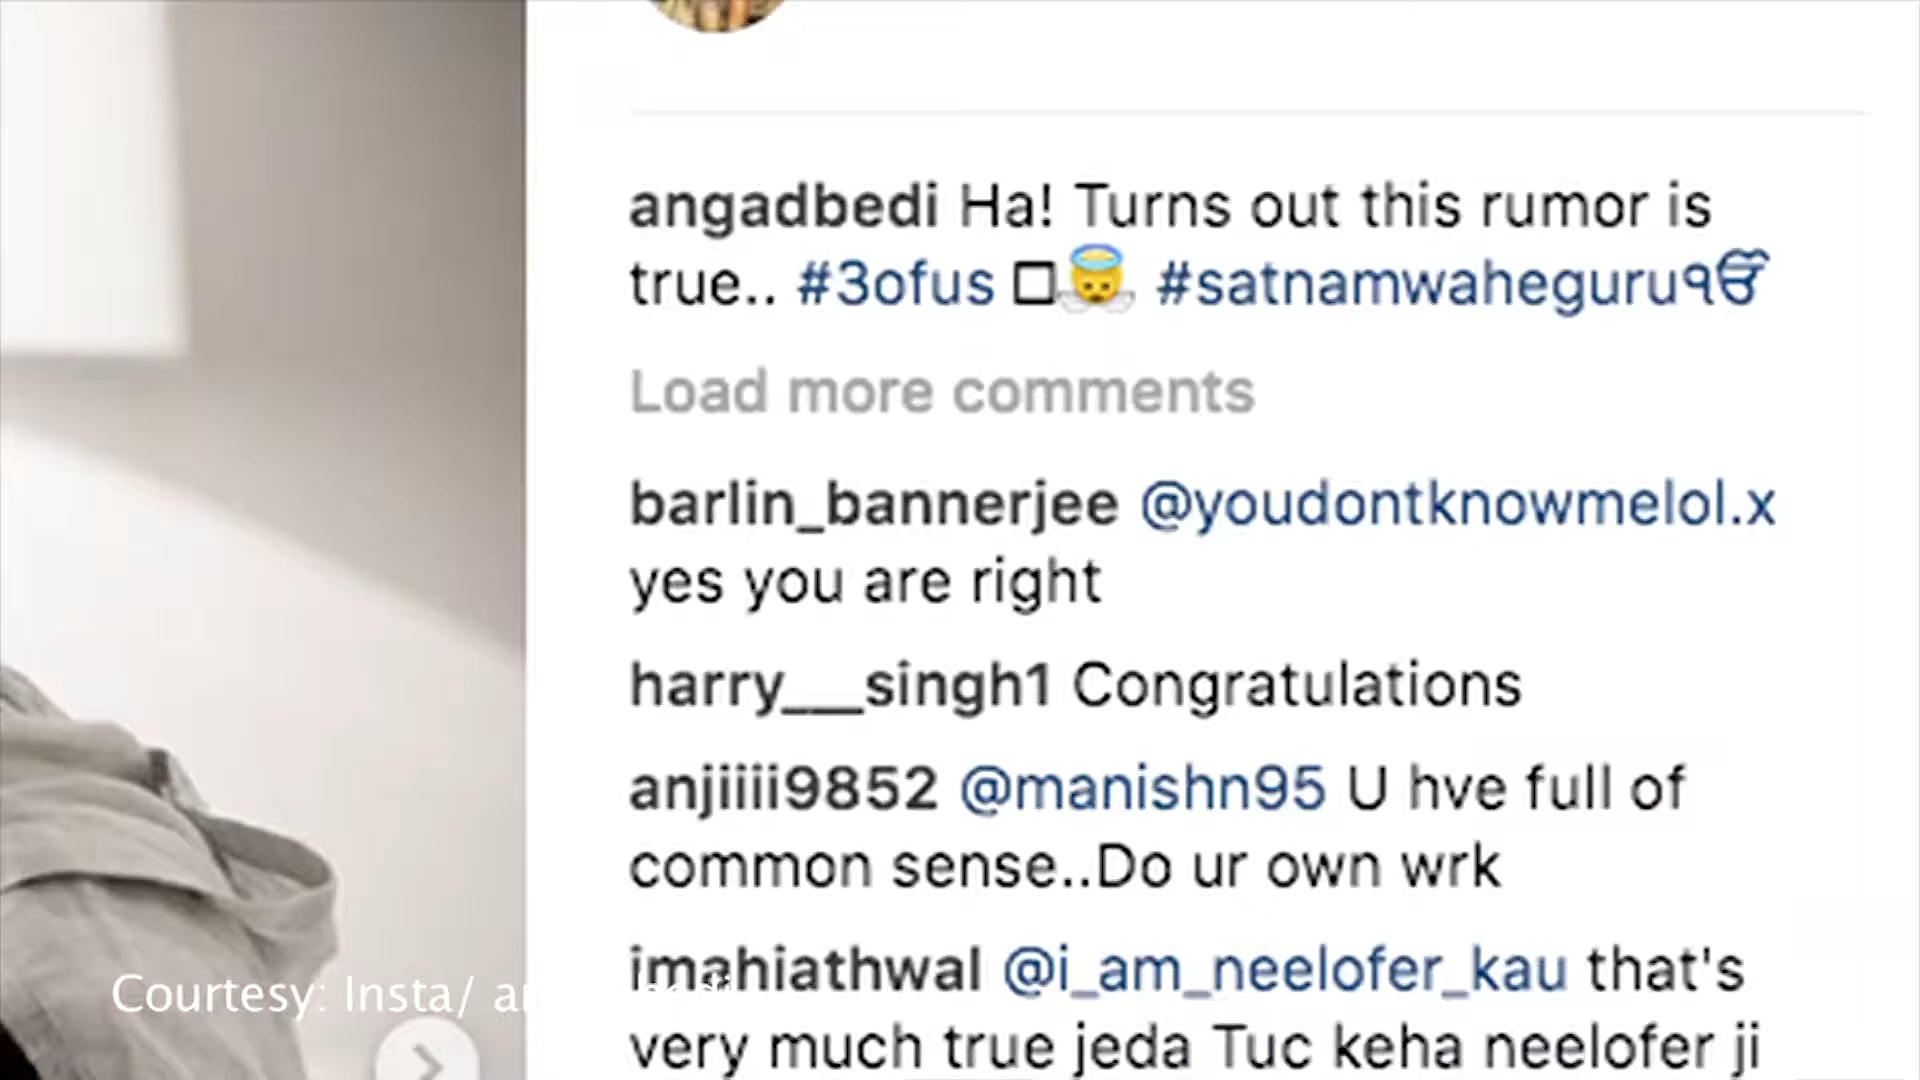 angadbedi Ha! Turns out this rumor is
true.. #3ofus □👼 #satnamwaheguruੴ
Load more comments
barlin_bannerjee @youdontknowmelol.x
yes you are right
harry___singh1 Congratulations
anjiiiii9852 @manishn95 U hve full of
common sense..Do ur own wrk
imahiathwal @i_am_neelofer_kau that's
very much true jeda Tuc keha neelofer ji
Courtesy: Insta/